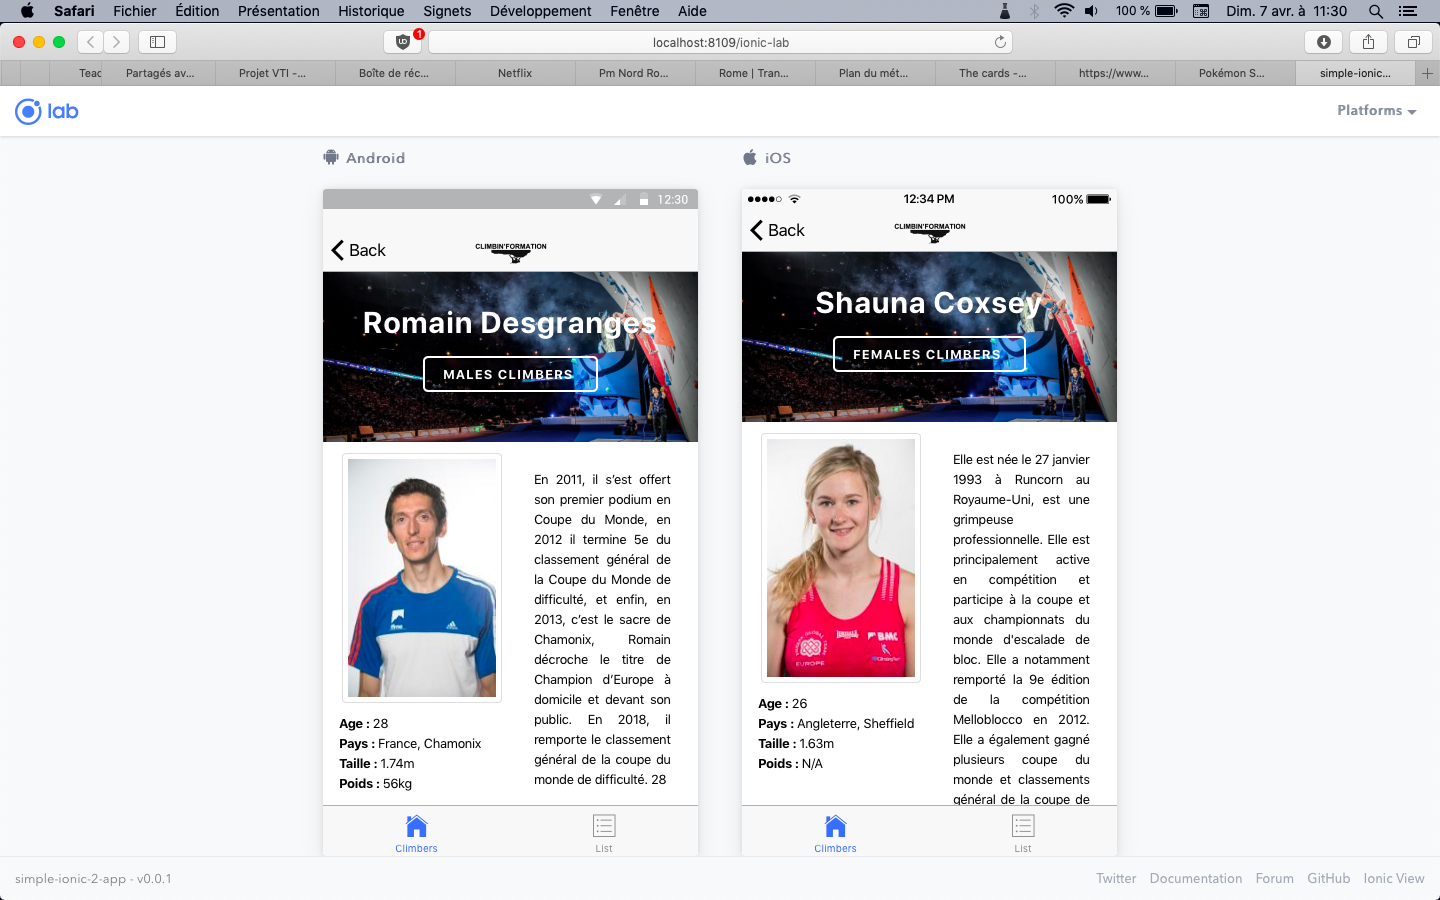 Safari Fichier Édition Présentation Historique Signets Développement Fenêtre Aide 100 % Dim. 7 avr. à 11:30
1
localhost:8109/ionic-lab
Teac Partagés av... Projet VTI -... Boîte de réc... Netflix Pm Nord Ro... Rome | Tran... Plan du mét... The cards -... https://www... Pokémon S... simple-ionic...
lab Platforms
Android
12:30
Back
CLIMBIN'FORMATION
Romain Desgranges
MALES CLIMBERS
Age : 28
Pays : France, Chamonix
Taille : 1.74m
Poids : 56kg
En 2011, il s'est offert
son premier podium en
Coupe du Monde, en
2012 il termine 5e du
classement général de
la Coupe du Monde de
difficulté, et enfin, en
2013, c'est le sacre de
Chamonix, Romain
décroche le titre de
Champion d'Europe à
domicile et devant son
public. En 2018, il
remporte le classement
général de la coupe du
monde de difficulté. 28
Climbers List
iOS
12:34 PM 100%
Back
CLIMBIN'FORMATION
Shauna Coxsey
FEMALES CLIMBERS
EUROPE
BMC
Age : 26
Pays : Angleterre, Sheffield
Taille : 1.63m
Poids : N/A
Elle est née le 27 janvier
1993 à Runcorn au
Royaume-Uni, est une
grimpeuse
professionnelle. Elle est
principalement active
en compétition et
participe à la coupe et
aux championnats du
monde d'escalade de
bloc. Elle a notamment
remporté la 9e édition
de la compétition
Melloblocco en 2012.
Elle a également gagné
plusieurs coupe du
monde et classements
général de la coupe de
Climbers List
simple-ionic-2-app - v0.0.1 Twitter Documentation Forum GitHub Ionic View